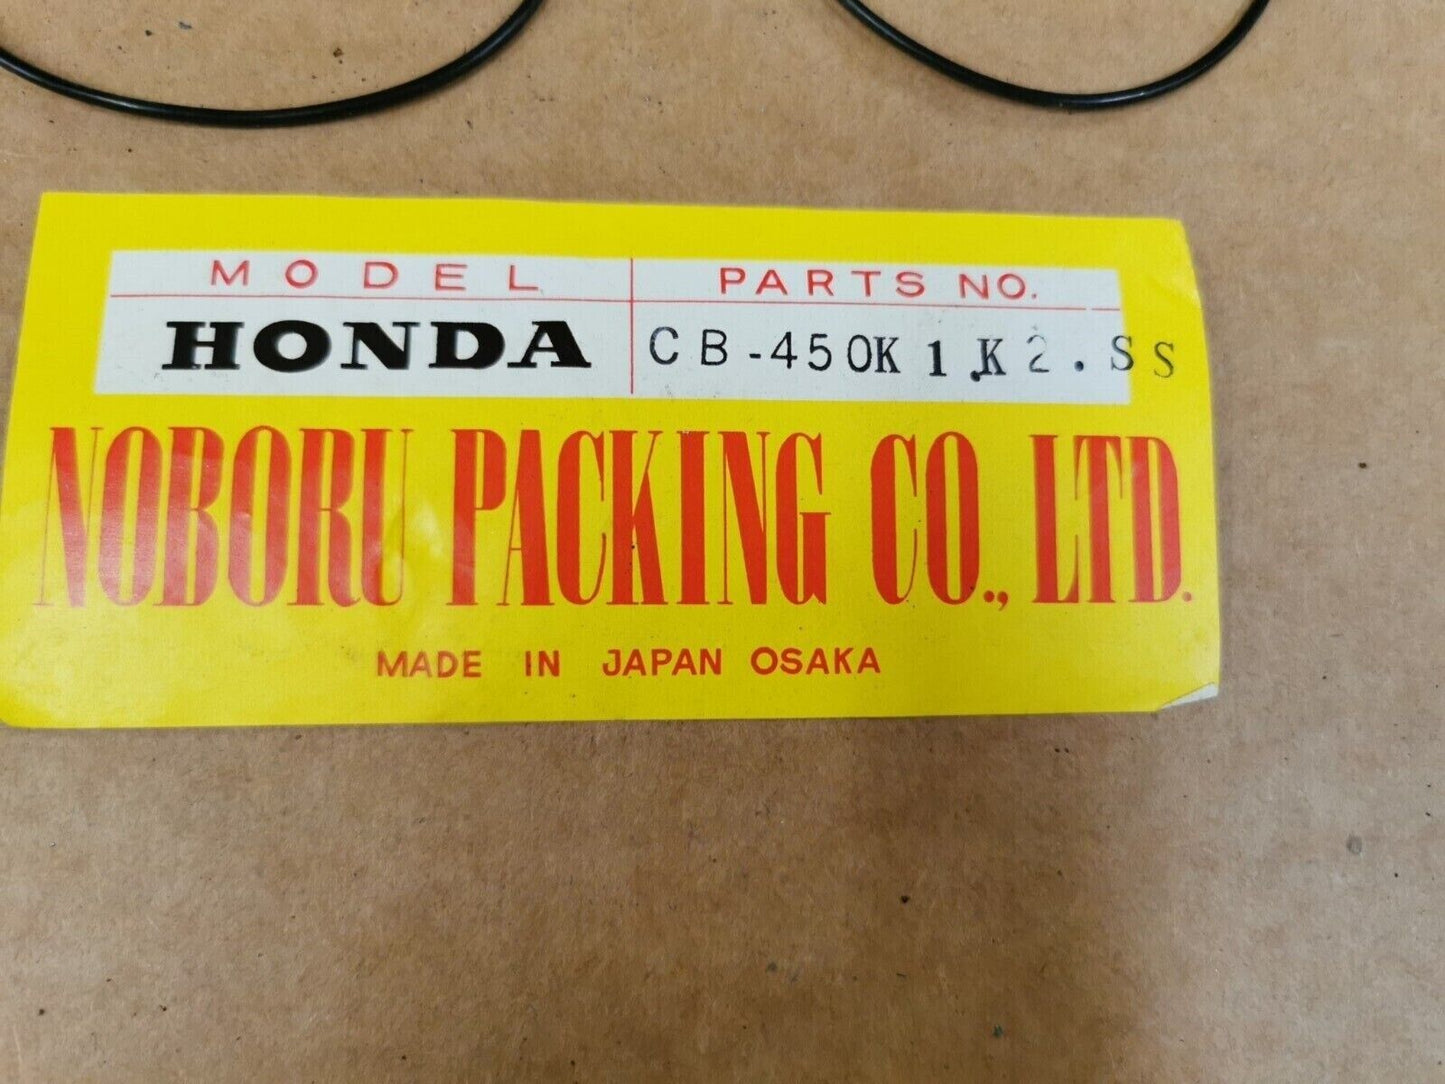 MODEL PARTS NO.
HONDA CB-450K1,K2.SS
NOBORU PACKING CO., LTD.
MADE IN JAPAN OSAKA